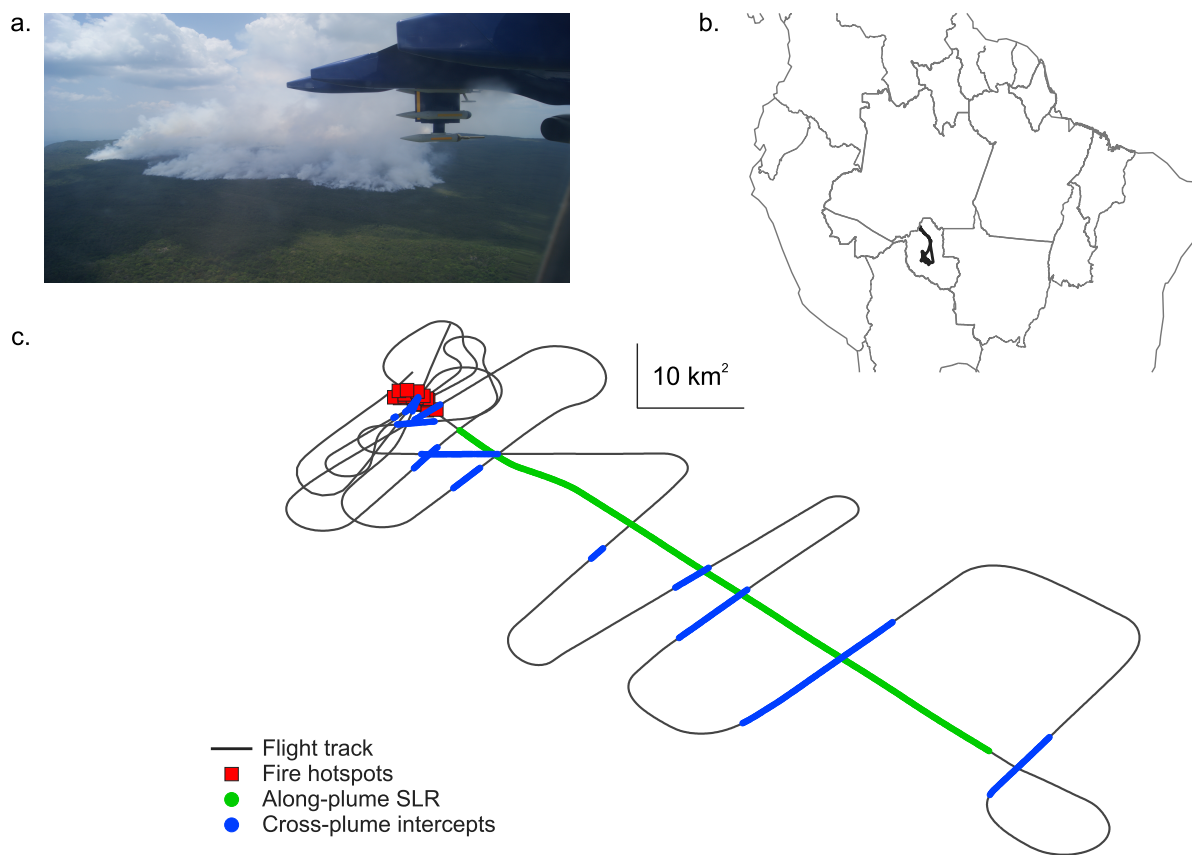 a.
b.
c.
10 km²
Flight track
Fire hotspots
Along-plume SLR
Cross-plume intercepts